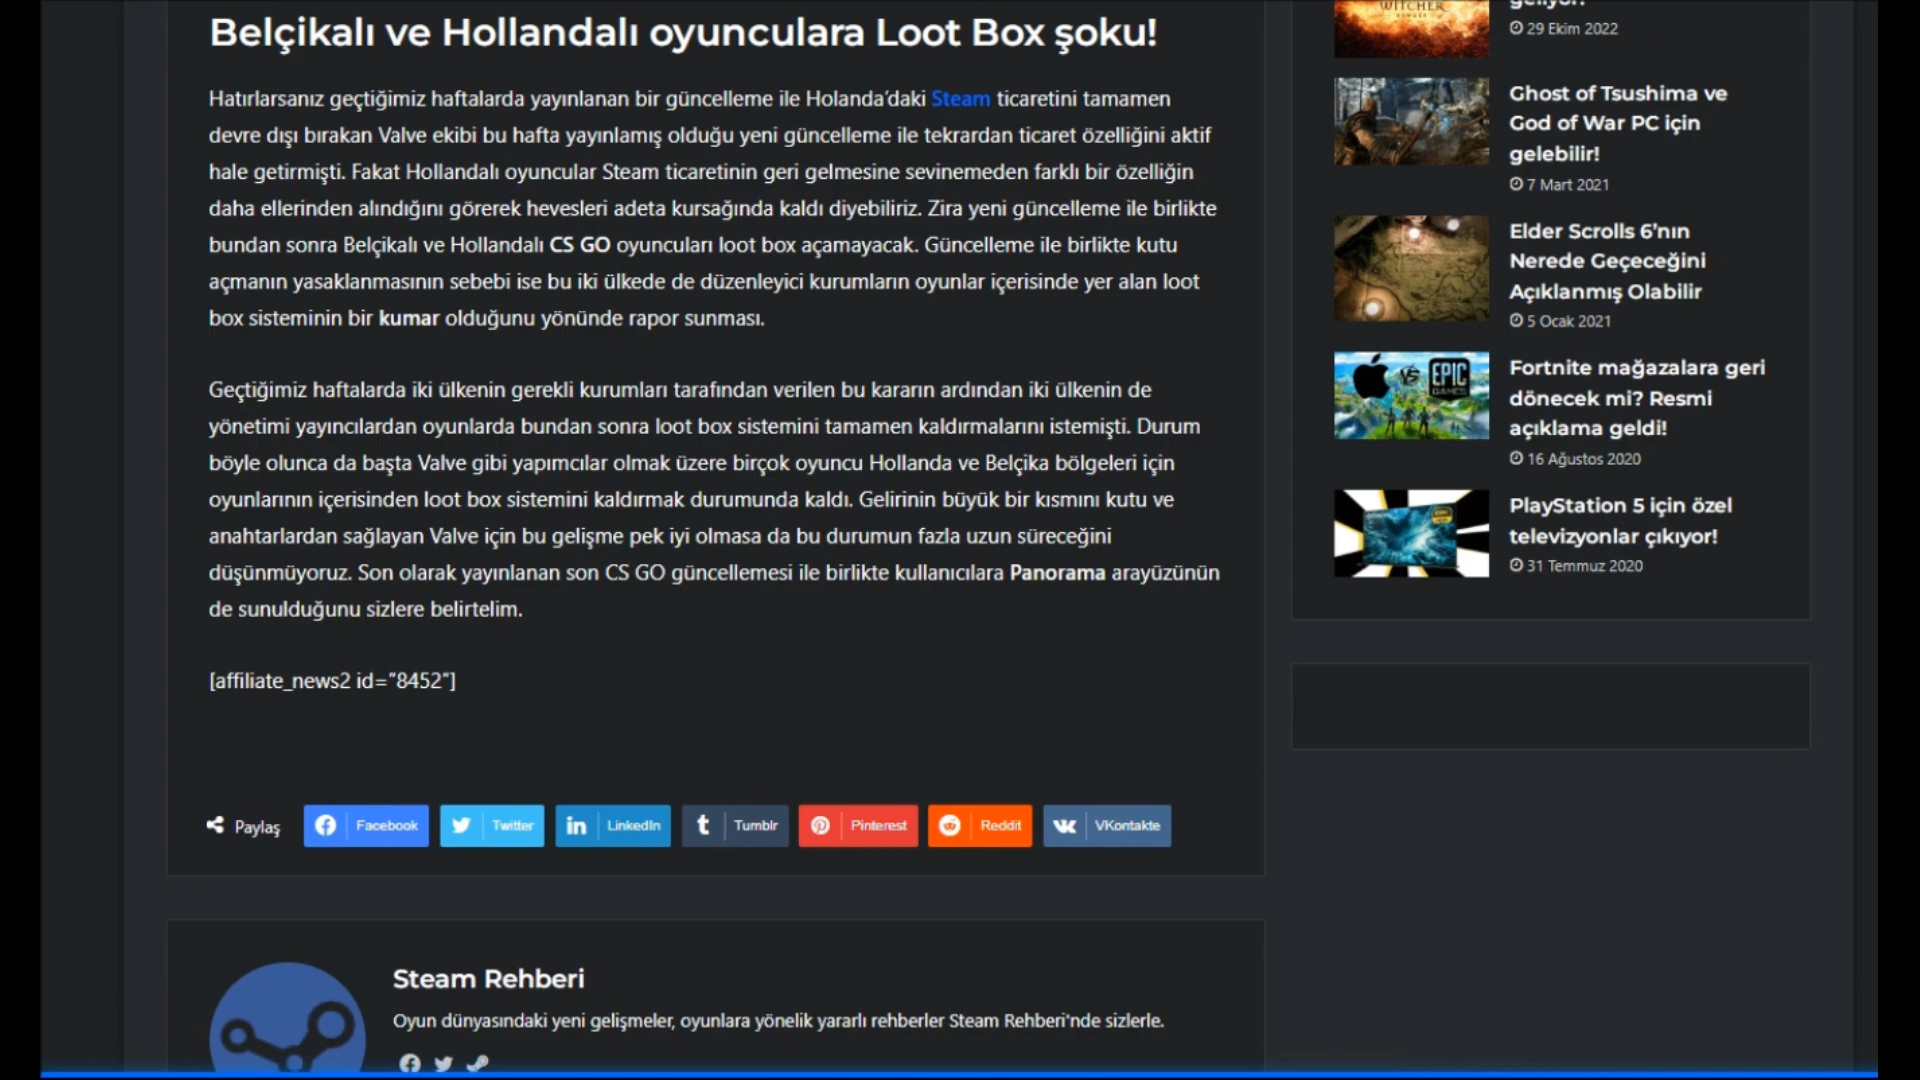 Belçikalı ve Hollandalı oyunculara Loot Box şoku!
Hatırlarsanız geçtiğimiz haftalarda yayınlanan bir güncelleme ile Holanda’daki Steam ticaretini tamamen
devre dışı bırakan Valve ekibi bu hafta yayınlamış olduğu yeni güncelleme ile tekrardan ticaret özelliğini aktif
hale getirmişti. Fakat Hollandalı oyuncular Steam ticaretinin geri gelmesine sevinemeden farklı bir özelliğin
daha ellerinden alındığını görerek hevesleri adeta kursağında kaldı diyebiliriz. Zira yeni güncelleme ile birlikte
bundan sonra Belçikalı ve Hollandalı CS GO oyuncuları loot box açamayacak. Güncelleme ile birlikte kutu
açmanın yasaklanmasının sebebi ise bu iki ülkede de düzenleyici kurumların oyunlar içerisinde yer alan loot
box sisteminin bir kumar olduğunu yönünde rapor sunması.
Geçtiğimiz haftalarda iki ülkenin gerekli kurumları tarafından verilen bu kararın ardından iki ülkenin de
yönetimi yayıncılardan oyunlarda bundan sonra loot box sistemini tamamen kaldırmalarını istemişti. Durum
böyle olunca da başta Valve gibi yapımcılar olmak üzere birçok oyuncu Hollanda ve Belçika bölgeleri için
oyunlarının içerisinden loot box sistemini kaldırmak durumunda kaldı. Gelirinin büyük bir kısmını kutu ve
anahtarlardan sağlayan Valve için bu gelişme pek iyi olmasa da bu durumun fazla uzun süreceğini
düşünmüyoruz. Son olarak yayınlanan son CS GO güncellemesi ile birlikte kullanıcılara Panorama arayüzünün
de sunulduğunu sizlere belirtelim.
[affiliate_news2 id=”8452″]
Paylaş
Facebook
Twitter
LinkedIn
Tumblr
Pinterest
Reddit
VKontakte
Steam Rehberi
Oyun dünyasındaki yeni gelişmeler, oyunlara yönelik yararlı rehberler Steam Rehberi'nde sizlerle.
WITCHER
geliyor!
29 Ekim 2022
Ghost of Tsushima ve
God of War PC için
gelebilir!
7 Mart 2021
Elder Scrolls 6’nın
Nerede Geçeceğini
Açıklanmış Olabilir
5 Ocak 2021
VS
EPIC
GAMES
Fortnite mağazalara geri
dönecek mi? Resmi
açıklama geldi!
16 Ağustos 2020
PlayStation 5 için özel
televizyonlar çıkıyor!
31 Temmuz 2020